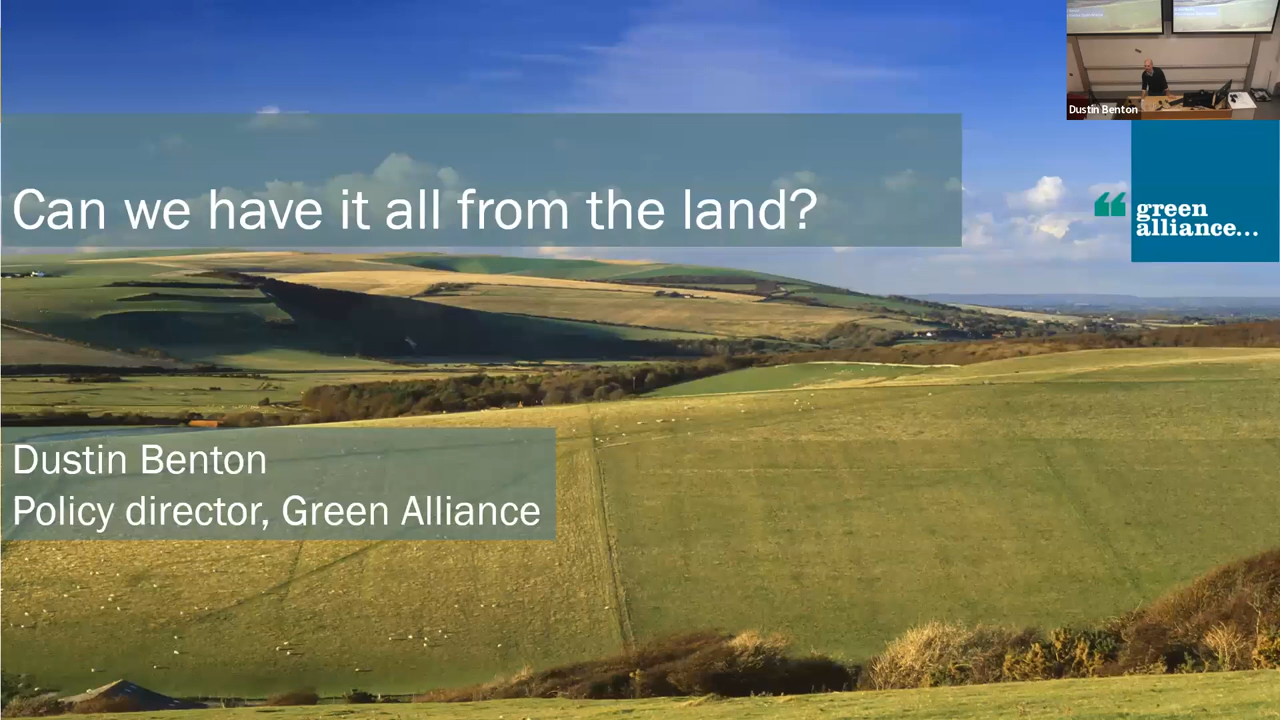 Can we have it all from the land?
Dustin Benton
green
alliance...
Dustin Benton
Policy director, Green Alliance